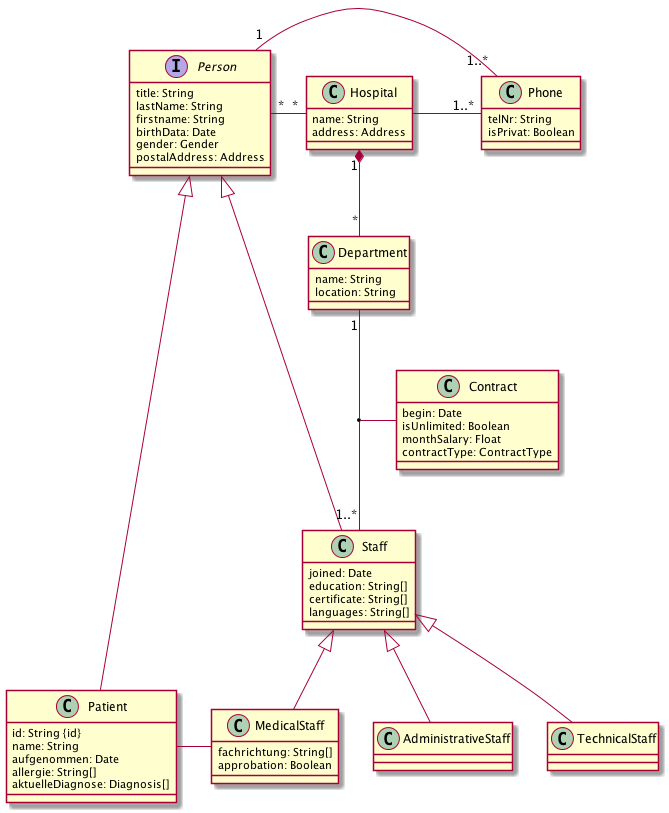 1
1..*
I Person
title: String
lastName: String
firstname: String
birthData: Date
gender: Gender
postalAddress: Address
* *
C Hospital
name: String
address: Address
1..*
C Phone
telNr: String
isPrivat: Boolean
1
*
C Department
name: String
location: String
1
C Contract
begin: Date
isUnlimited: Boolean
monthSalary: Float
contractType: ContractType
1..*
C Staff
joined: Date
education: String[]
certificate: String[]
languages: String[]
C Patient
id: String {id}
name: String
aufgenommen: Date
allergie: String[]
aktuelleDiagnose: Diagnosis[]
C MedicalStaff
fachrichtung: String[]
approbation: Boolean
C AdministrativeStaff
C TechnicalStaff